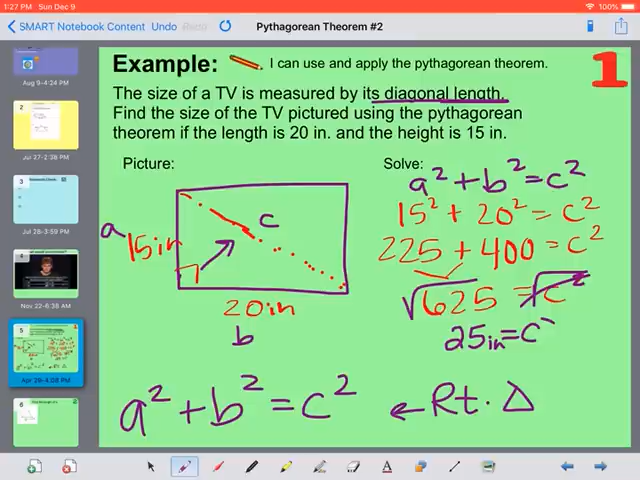 1:27 PM Sun Dec 9
100%
SMART Notebook Content
Undo
Redo
Pythagorean Theorem #2
Example:
I can use and apply the pythagorean theorem.
1
The size of a TV is measured by its diagonal length.
Find the size of the TV pictured using the pythagorean
theorem if the length is 20 in. and the height is 15 in.
Picture:
Solve:
a² + b² = c²
15² + 20² = c²
225 + 400 = c²
√625 = √c²
25in = c
a
15in
c
20in
b
a² + b² = c² ← Rt. Δ
Aug 9-4:24 PM
2
Jul 27-2:38 PM
3
Jul 28-3:59 PM
4
Nov 22-6:38 AM
5
Apr 29-4:08 PM
6
A